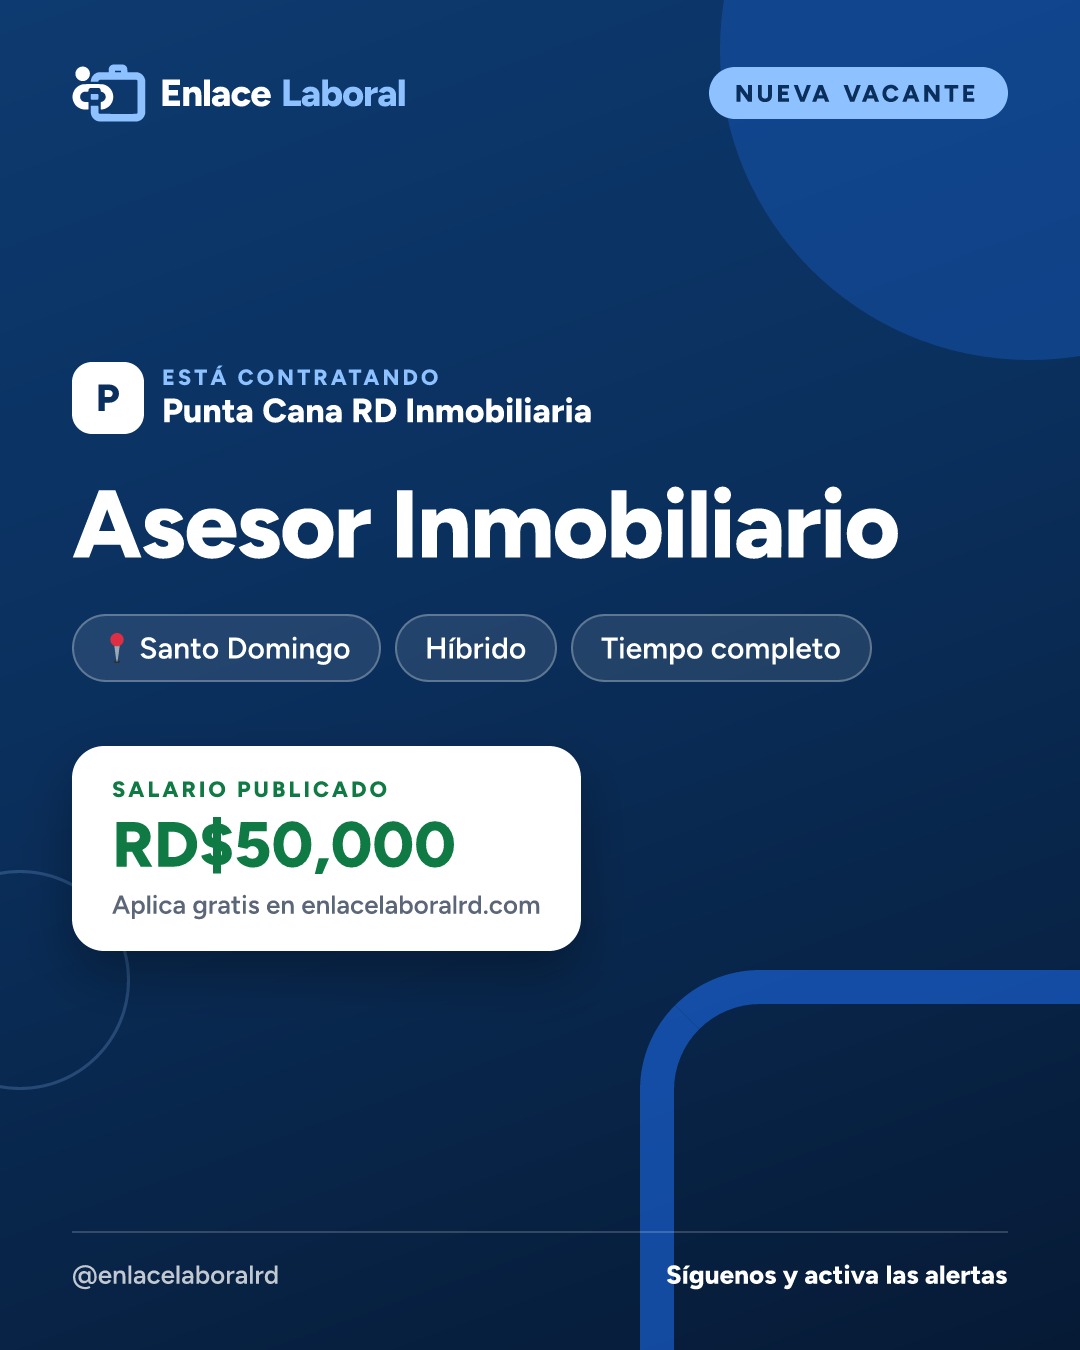 Enlace Laboral
NUEVA VACANTE
P
ESTÁ CONTRATANDO
Punta Cana RD Inmobiliaria
Asesor Inmobiliario
📍 Santo Domingo
Híbrido
Tiempo completo
SALARIO PUBLICADO
RD$50,000
Aplica gratis en enlacelaboralrd.com
@enlacelaboralrd
Síguenos y activa las alertas